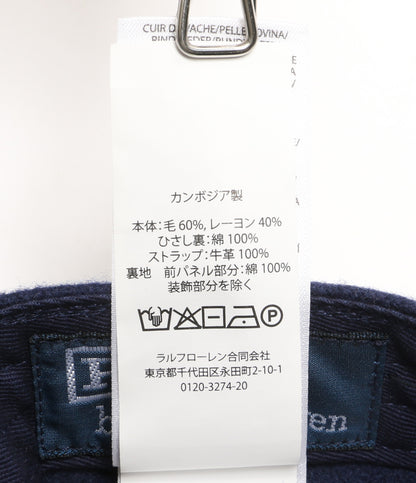 CUIR DE VACHE/PELLE BOVINA/
カンボジア製
本体：毛 60%, レーヨン 40%
ひさし裏：綿 100%
ストラップ：牛革 100%
裏地　前パネル部分：綿 100%
装飾部分を除く
P
ラルフローレン合同会社
東京都千代田区永田町 2-10-1
0120-3274-20